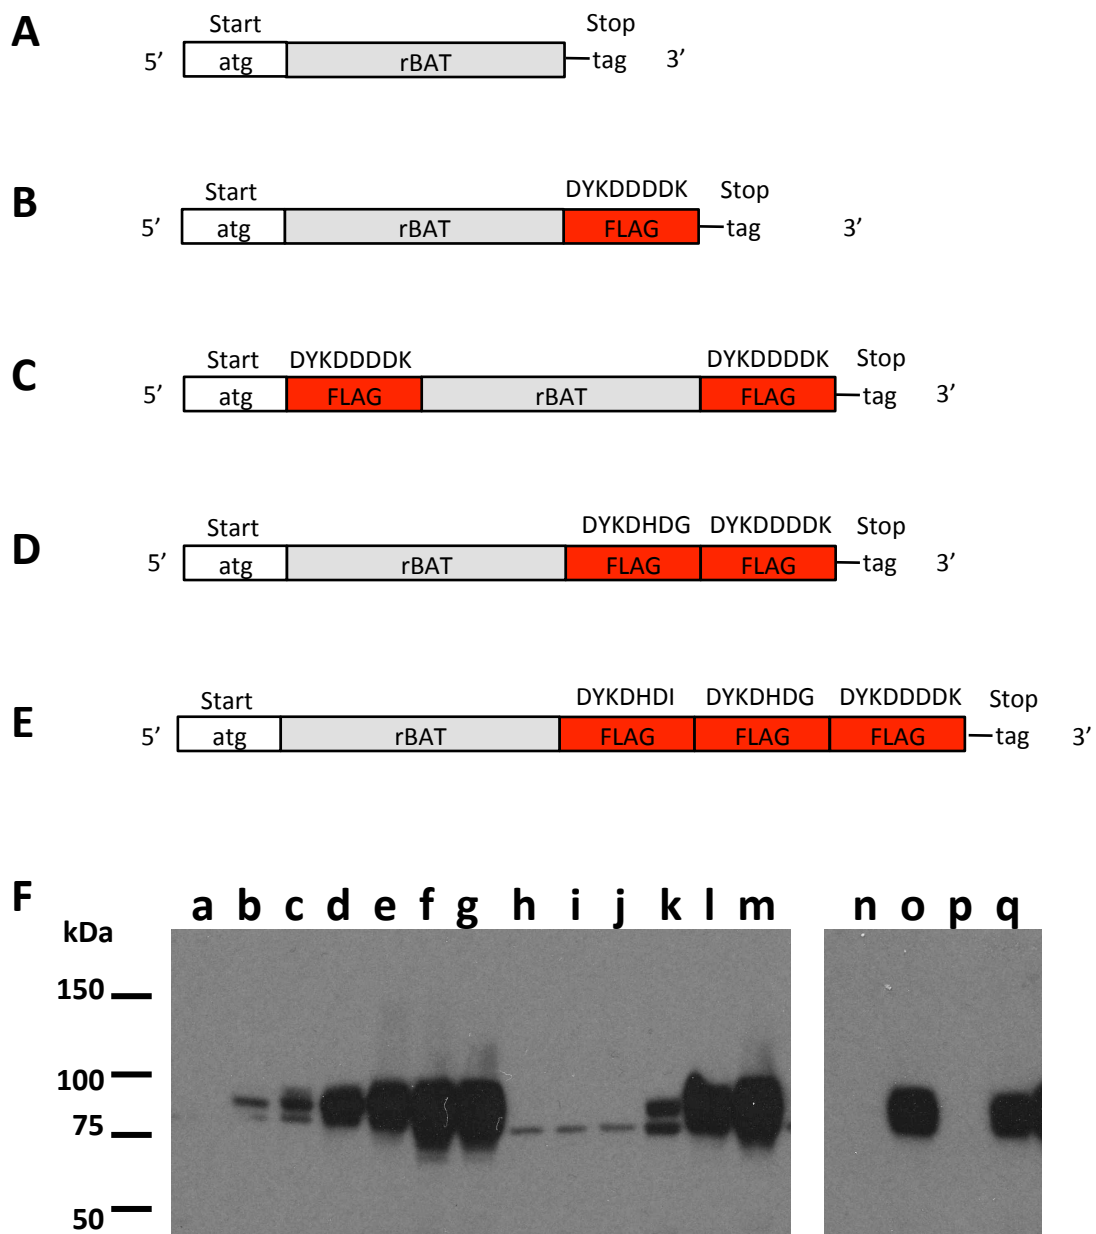 A
Start Stop
5’ atg rBAT tag 3’
DYKDDDDK
B
Start Stop
5’ atg rBAT FLAG tag 3’
DYKDDDDK DYKDDDDK
C
Start Stop
5’ atg FLAG rBAT FLAG tag 3’
DYKDHDG DYKDDDDK
D
Start Stop
5’ atg rBAT FLAG FLAG tag 3’
DYKDHDI DYKDHDG DYKDDDDK
E
Start Stop
5’ atg rBAT FLAG FLAG FLAG tag 3’
F
a b c d e f g h i j k l m n o p q
kDa
150
100
75
50